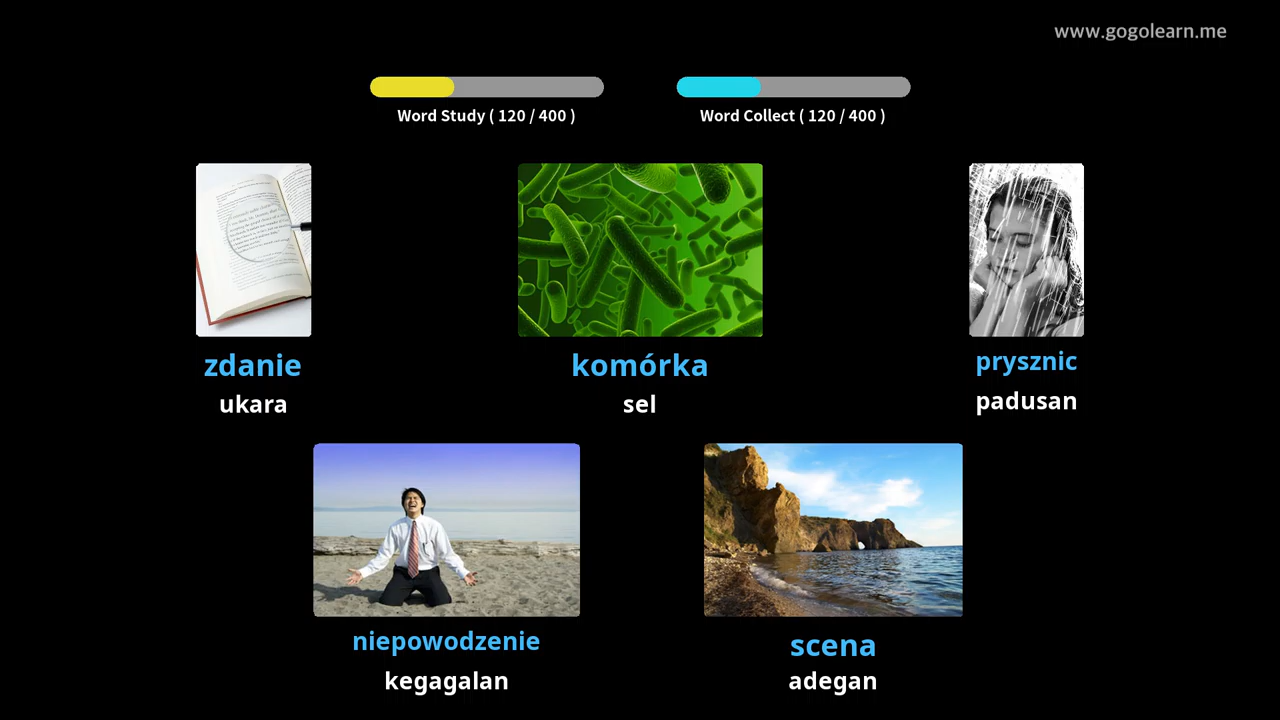 www.gogolearn.me
Word Study ( 120 / 400 )
Word Collect ( 120 / 400 )
zdanie
ukara
komórka
sel
prysznic
padusan
niepowodzenie
kegagalan
scena
adegan